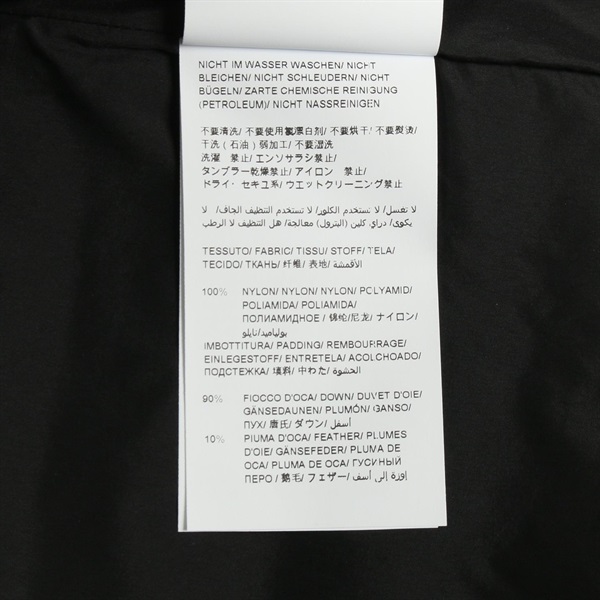 NICHT IM WASSER WASCHEN/ NICHT
BLEICHEN/ NICHT SCHLEUDERN/ NICHT
BÜGELN/ ZARTE CHEMISCHE REINIGUNG
(PETROLEUM)/ NICHT NASSREINIGEN
不要清洗/ 不要使用氯漂白剂/ 不要烘干/ 不要熨烫/
干洗（石油）弱加工/ 不要湿洗
洗濯 禁止/ エンソサラシ禁止/
タンブラー乾燥禁止/ アイロン 禁止/
ドライ・セキユ系/ ウエットクリーニング禁止/
لا تغسل/ لا تستخدم الكلور/ لا تستخدم التنظيف الجاف/ لا
يكوى/ دراي كلين (البترول) معالجة/ هل التنظيف لا الرطب
TESSUTO/ FABRIC/ TISSU/ STOFF/ TELA/
TECIDO/ ТКАНЬ/ 纤维/ 表地/ الأقمشة/
100% NYLON/ NYLON/ NYLON/ POLYAMID/
POLIAMIDA/ POLIAMIDA/
ПОЛИАМИДНОЕ/ 锦纶/尼龙/ ナイロン/
بولياميد/نايلو
IMBOTTITURA/ PADDING/ REMBOURRAGE/
EINLEGESTOFF/ ENTRETELA/ ACOLCHOADO/
ПОДСТЕЖКА/ 填料/ 中わた/ الحشوة/
90% FIOCCO D'OCA/ DOWN/ DUVET D'OIE/
GÄNSEDAUNEN/ PLUMÓN/ GANSO/
ПУХ/ 唐氏/ ダウン/ أسفل/
10% PIUMA D'OCA/ FEATHER/ PLUMES
D'OIE/ GÄNSEFEDER/ PLUMA DE
OCA/ PLUMA DE OCA/ ГУСИНЫЙ
ПЕРО/ 鵝毛/ フェザー/ إوزة إلى أسف/